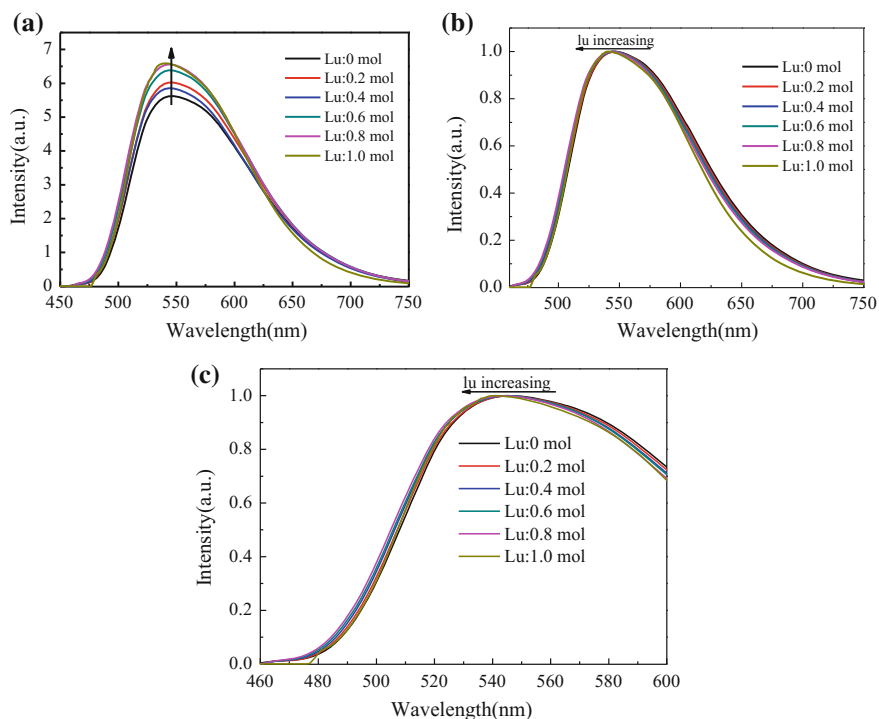 (a)
7
6
5
4
3
2
1
0
Intensity(a.u.)
Lu:0 mol
Lu:0.2 mol
Lu:0.4 mol
Lu:0.6 mol
Lu:0.8 mol
Lu:1.0 mol
450 500 550 600 650 700 750
Wavelength(nm)
(b)
lu increasing
1.0
0.8
0.6
0.4
0.2
0.0
Intensity(a.u.)
Lu:0 mol
Lu:0.2 mol
Lu:0.4 mol
Lu:0.6 mol
Lu:0.8 mol
Lu:1.0 mol
500 550 600 650 700 750
Wavelength(nm)
(c)
lu increasing
1.0
0.8
0.6
0.4
0.2
0.0
Intensity(a.u.)
Lu:0 mol
Lu:0.2 mol
Lu:0.4 mol
Lu:0.6 mol
Lu:0.8 mol
Lu:1.0 mol
460 480 500 520 540 560 580 600
Wavelength(nm)